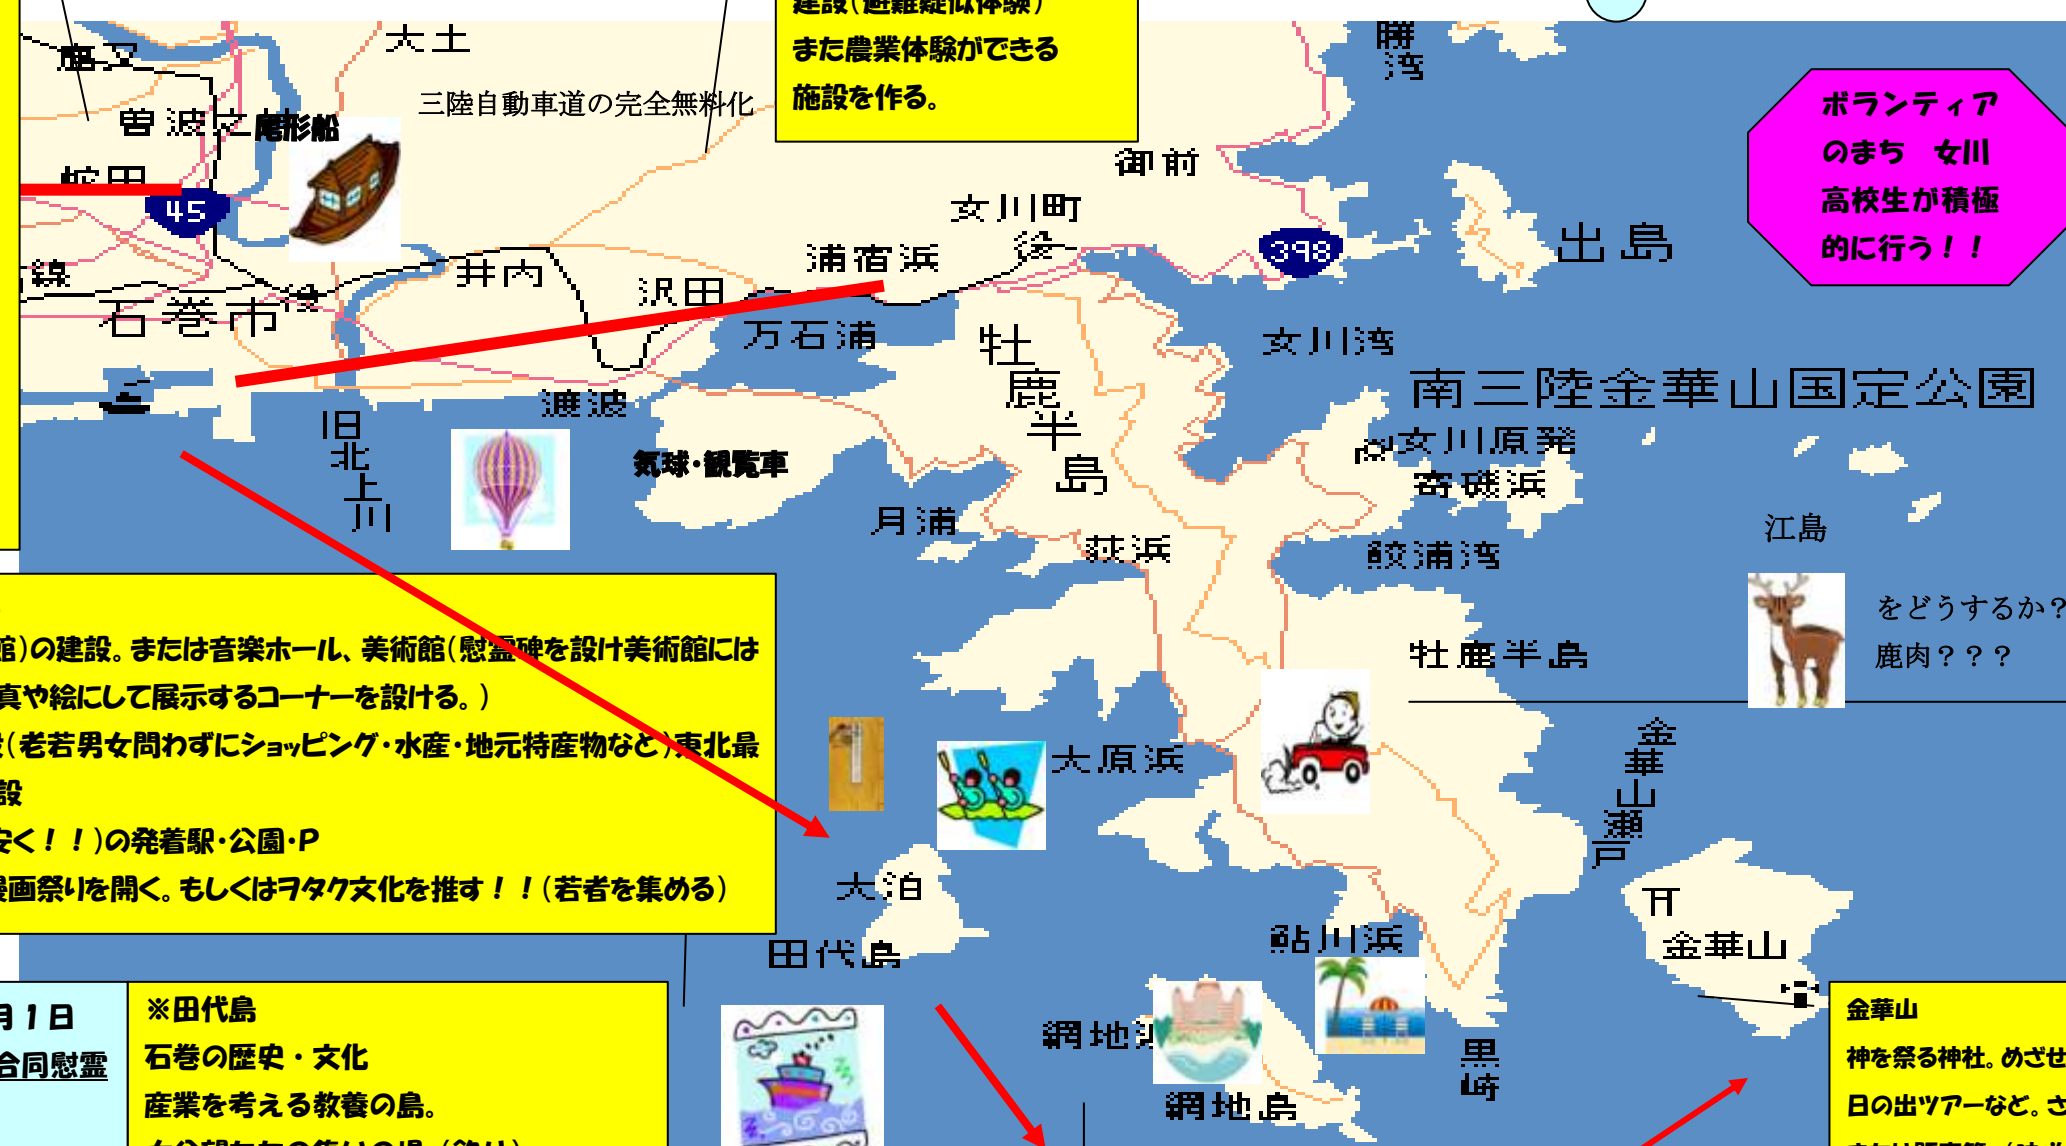 建設（避難疑似体験）
また農業体験ができる
施設を作る。
大土
鹿又
三陸自動車道の完全無料化
曽波之
尾形船
蛇田
45
御前
女川町
役
浦宿浜
398
出島
ボランティア
のまち　女川
高校生が積極
的に行う！！
線
石巻市
役
井内
沢田
万石浦
牡鹿半島
女川湾
南三陸金華山国定公園
渡波
旧北上川
気球・観覧車
女川原発
寄磯浜
月浦
荻浜
鮫浦湾
江島
をどうするか？
鹿肉？？？
牡鹿半島
館）の建設。または音楽ホール、美術館（慰霊碑を設け美術館には
真や絵にして展示するコーナーを設ける。）
（老若男女問わずにショッピング・水産・地元特産物など）東北最
設
安く！！）の発着駅・公園・P
漫画祭りを開く。もしくはヲタク文化を推す！！（若者を集める）
大原浜
金華山瀬戸
大泊
田代島
鮎川浜
金華山
網地
網地島
黒崎
月１日
合同慰霊
※田代島
石巻の歴史・文化
産業を考える教養の島。
金華山
神を祭る神社。めざせ
日の出ツアーなど。さ